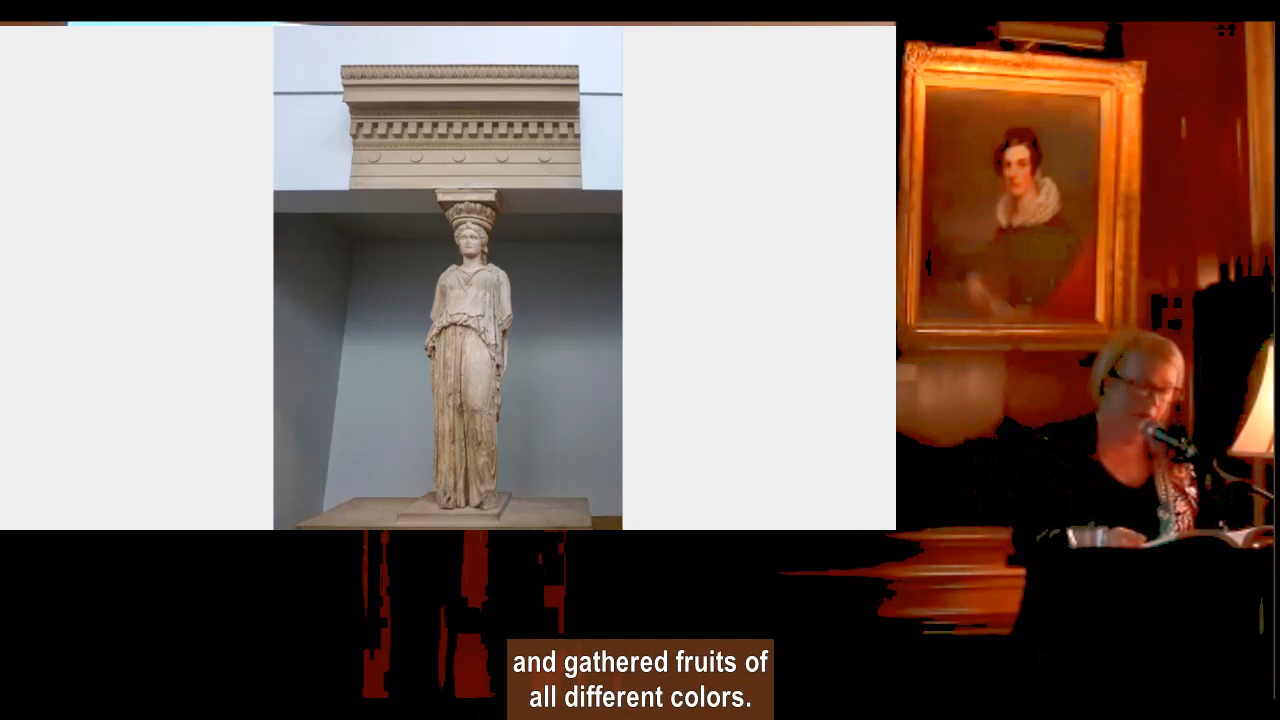 and gathered fruits of
all different colors.